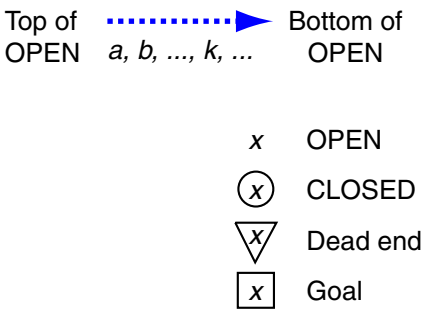 Top of Bottom of
OPEN a, b, ..., k, ... OPEN
x OPEN
x CLOSED
x Dead end
x Goal